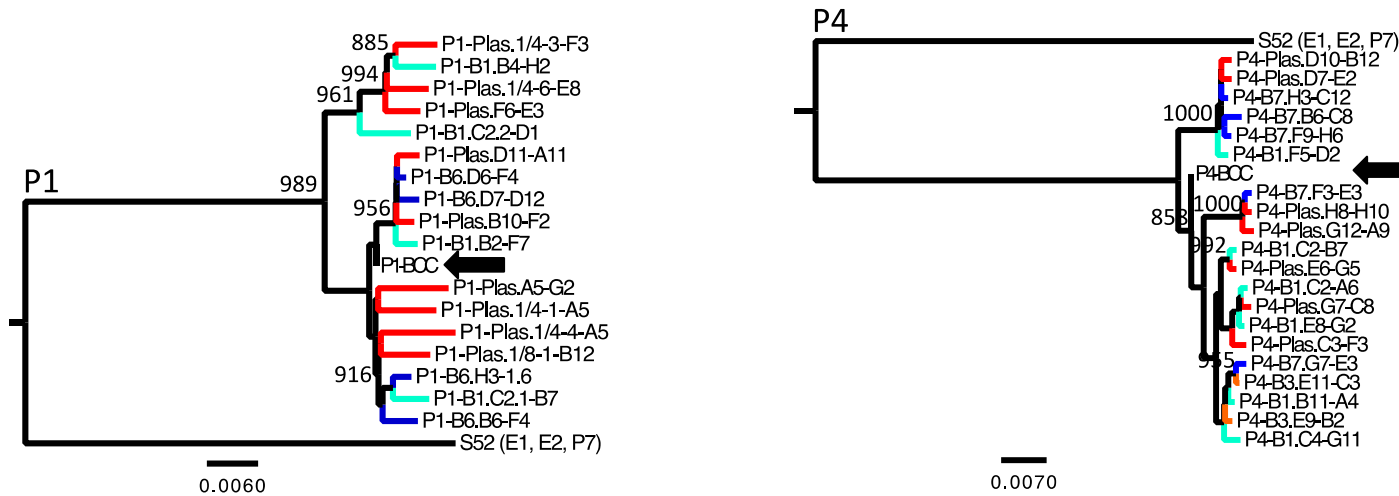 P1
885
994
961
989
956
916
P1-Plas.1/4-3-F3
P1-B1.B4-H2
P1-Plas.1/4-6-E8
P1-Plas.F6-E3
P1-B1.C2.2-D1
P1-Plas.D11-A11
P1-B6.D6-F4
P1-B6.D7-D12
P1-Plas.B10-F2
P1-B1.B2-F7
P1-BOC
P1-Plas.A5-G2
P1-Plas.1/4-1-A5
P1-Plas.1/4-4-A5
P1-Plas.1/8-1-B12
P1-B6.H3-1.6
P1-B1.C2.1-B7
P1-B6.B6-F4
S52 (E1, E2, P7)
0.0060
P4
1000
858
1000
992
955
S52 (E1, E2, P7)
P4-Plas.D10-B12
P4-Plas.D7-E2
P4-B7.H3-C12
P4-B7.B6-C8
P4-B7.F9-H6
P4-B1.F5-D2
P4-BOC
P4-B7.F3-E3
P4-Plas.H8-H10
P4-Plas.G12-A9
P4-B1.C2-B7
P4-Plas.E6-G5
P4-B1.C2-A6
P4-Plas.G7-C8
P4-B1.E8-G2
P4-Plas.C3-F3
P4-B7.G7-E3
P4-B3.E11-C3
P4-B1.B11-A4
P4-B3.E9-B2
P4-B1.C4-G11
0.0070